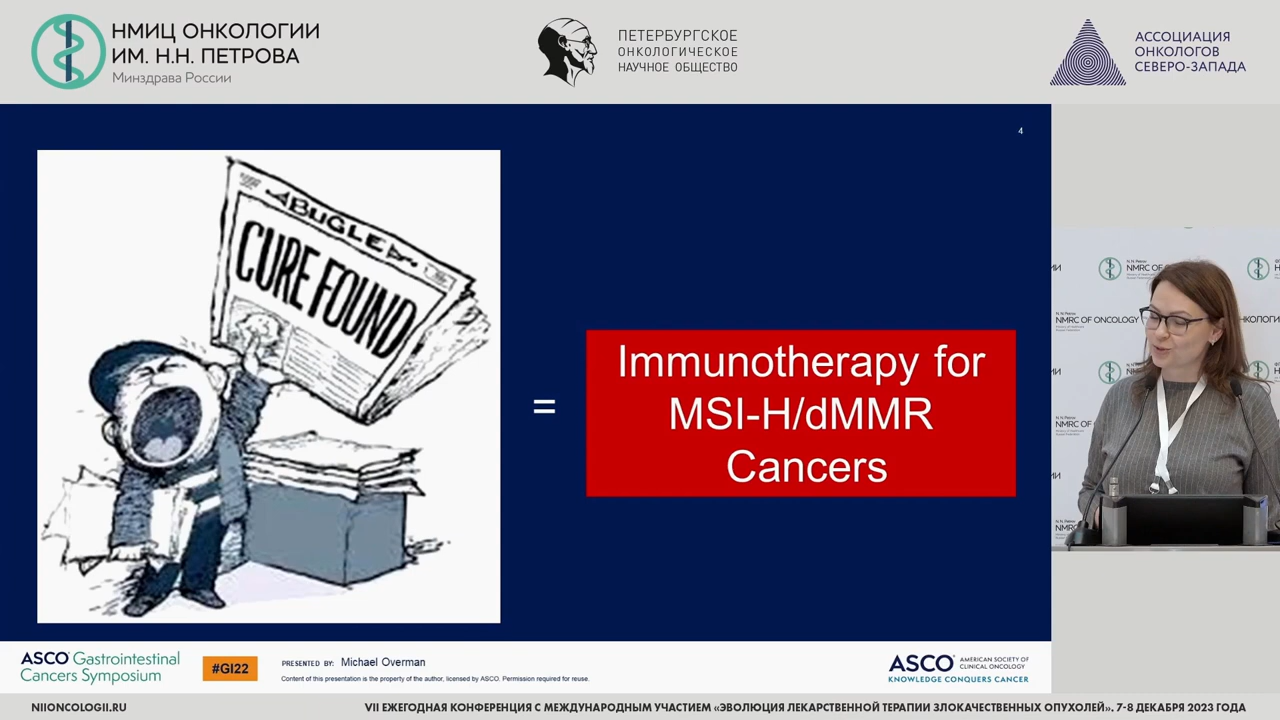 НМИЦ ОНКОЛОГИИ
ИМ. Н.Н. ПЕТРОВА
Минздрава России
ПЕТЕРБУРГСКОЕ
ОНКОЛОГИЧЕСКОЕ
НАУЧНОЕ ОБЩЕСТВО
АССОЦИАЦИЯ
ОНКОЛОГОВ
СЕВЕРО-ЗАПАДА
4
BUGLE
CURE FOUND
=
Immunotherapy for
MSI-H/dMMR
Cancers
NMRC OF
NMRC OF ONCOLOGY
NMRC OF
ASCO Gastrointestinal
Cancers Symposium
#GI22
PRESENTED BY: Michael Overman
Content of this presentation is the property of the author, licensed by ASCO. Permission required for reuse.
ASCO AMERICAN SOCIETY OF
CLINICAL ONCOLOGY
KNOWLEDGE CONQUERS CANCER
NIIONCOLOGII.RU
VII ЕЖЕГОДНАЯ КОНФЕРЕНЦИЯ С МЕЖДУНАРОДНЫМ УЧАСТИЕМ «ЭВОЛЮЦИЯ ЛЕКАРСТВЕННОЙ ТЕРАПИИ ЗЛОКАЧЕСТВЕННЫХ ОПУХОЛЕЙ». 7-8 ДЕКАБРЯ 2023 ГОДА